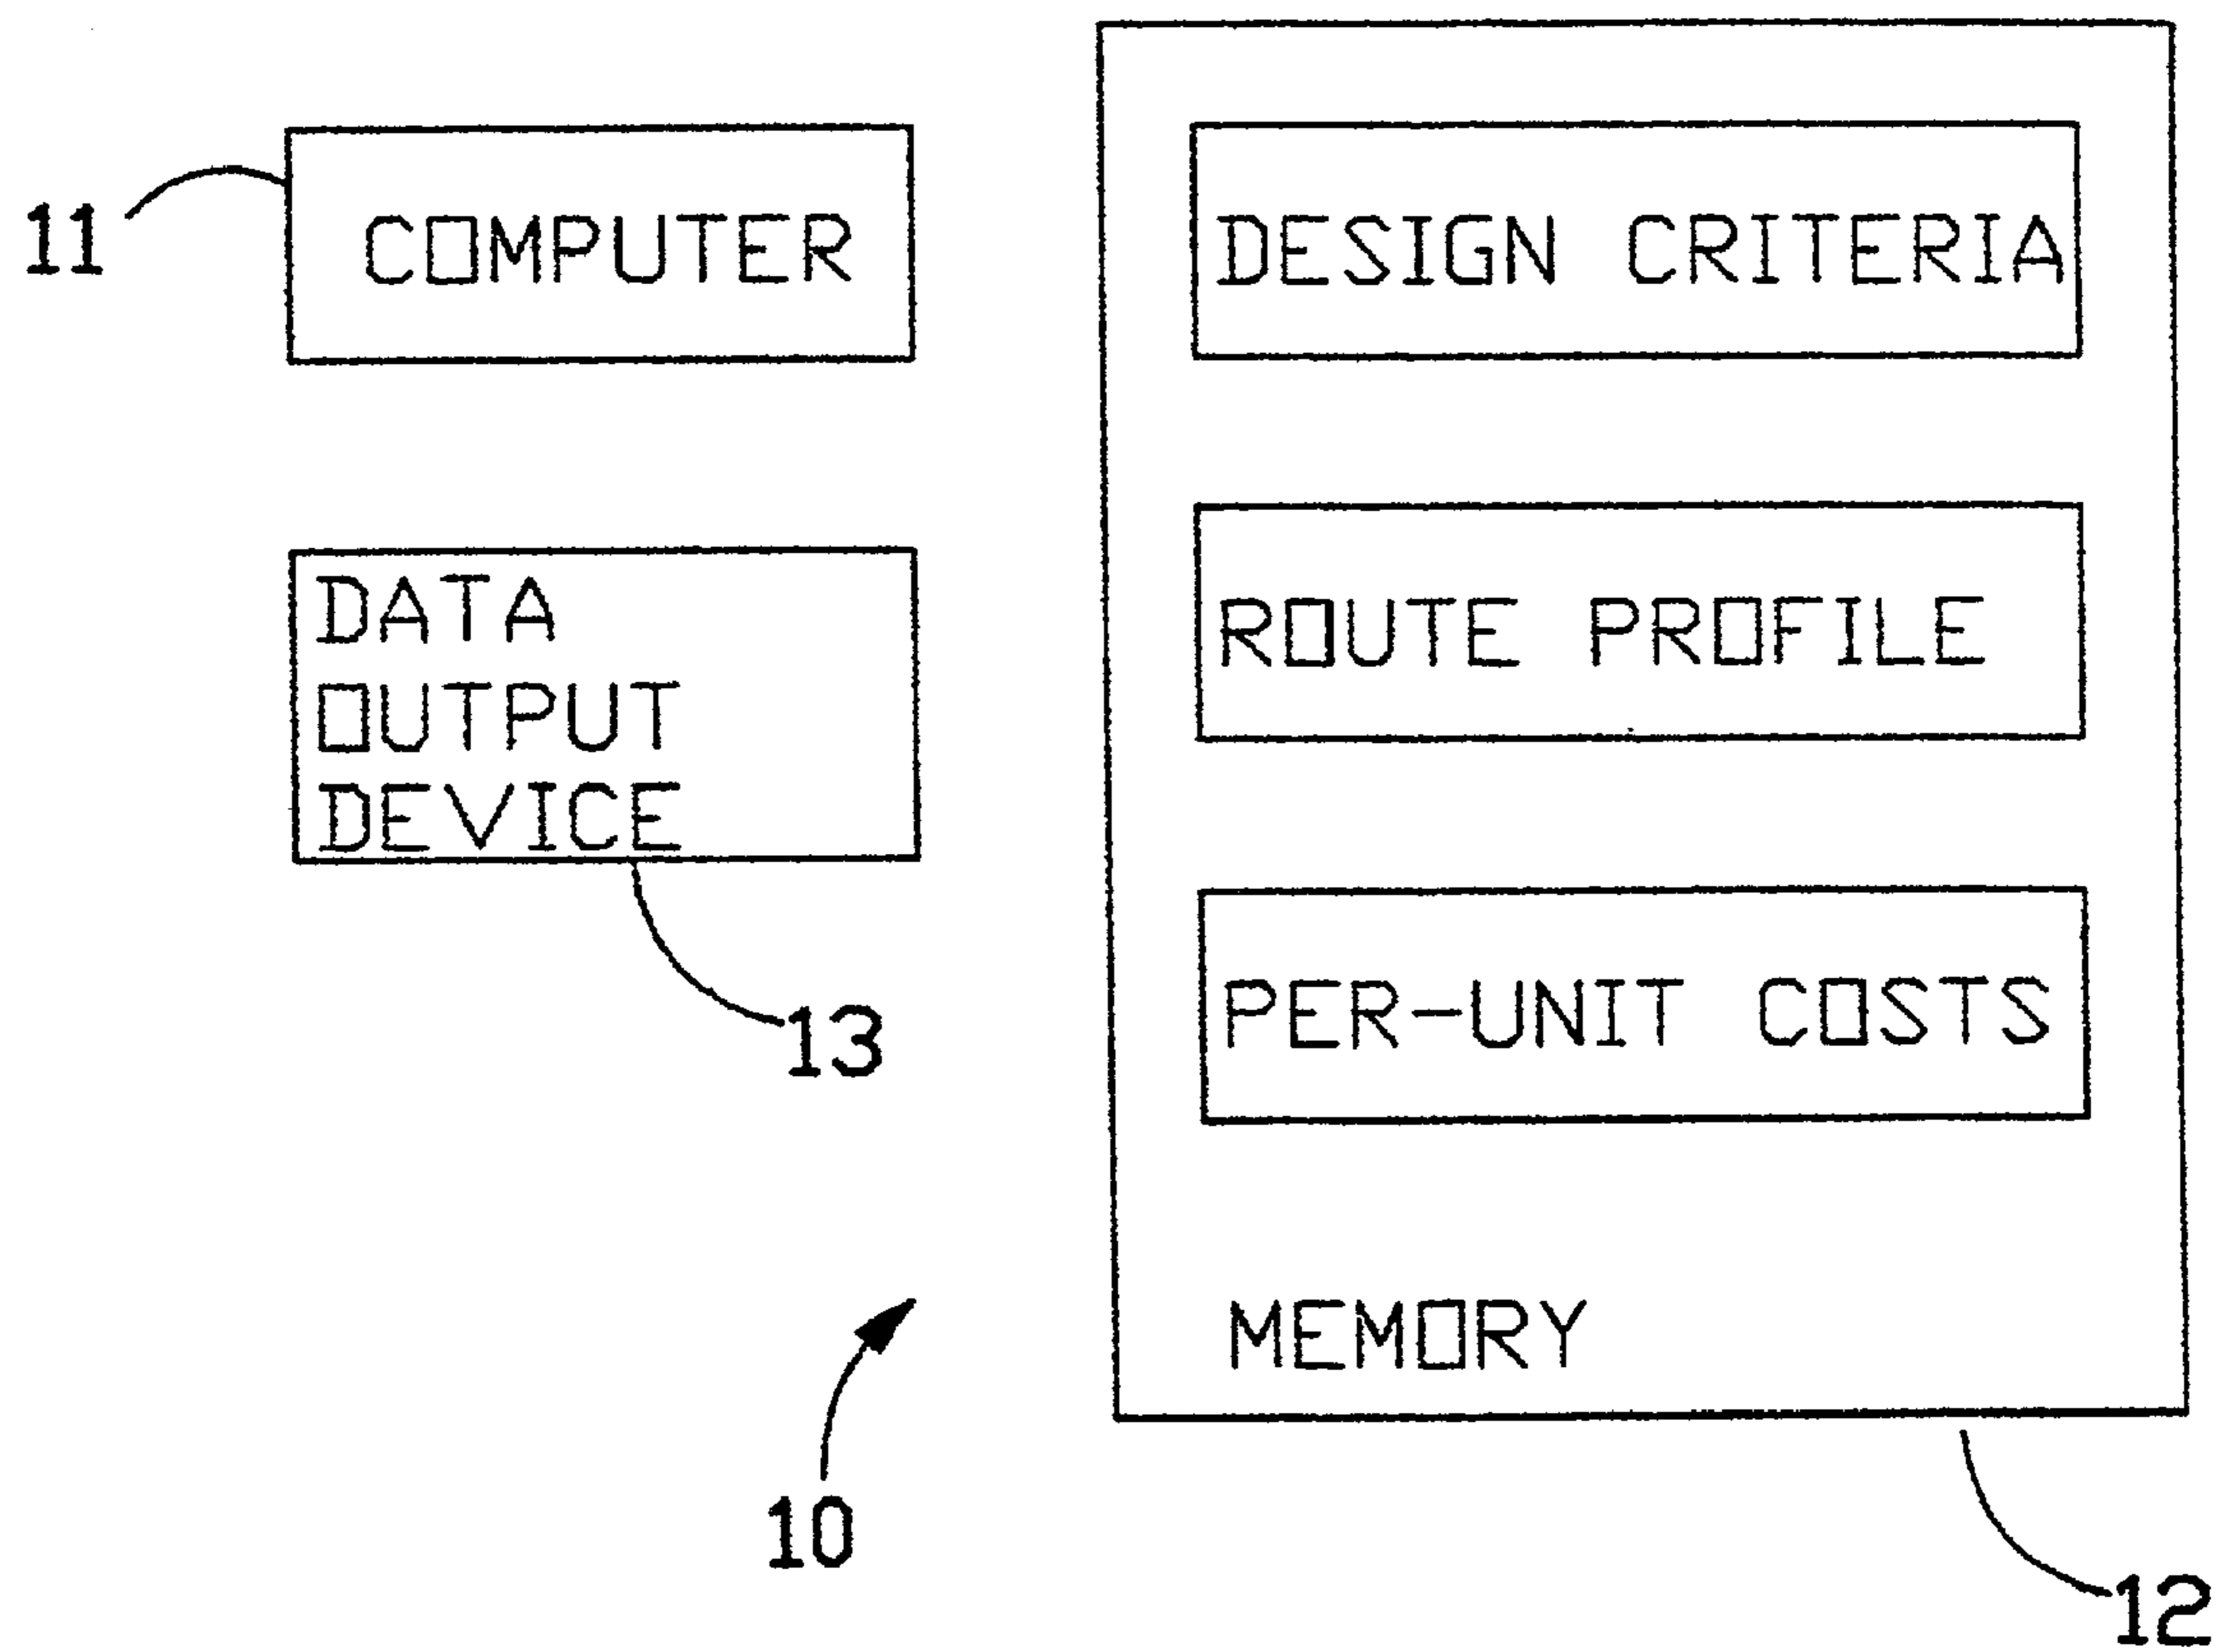 11
COMPUTER
DATA
OUTPUT
DEVICE
13
10
DESIGN CRITERIA
ROUTE PROFILE
PER-UNIT COSTS
MEMORY
12